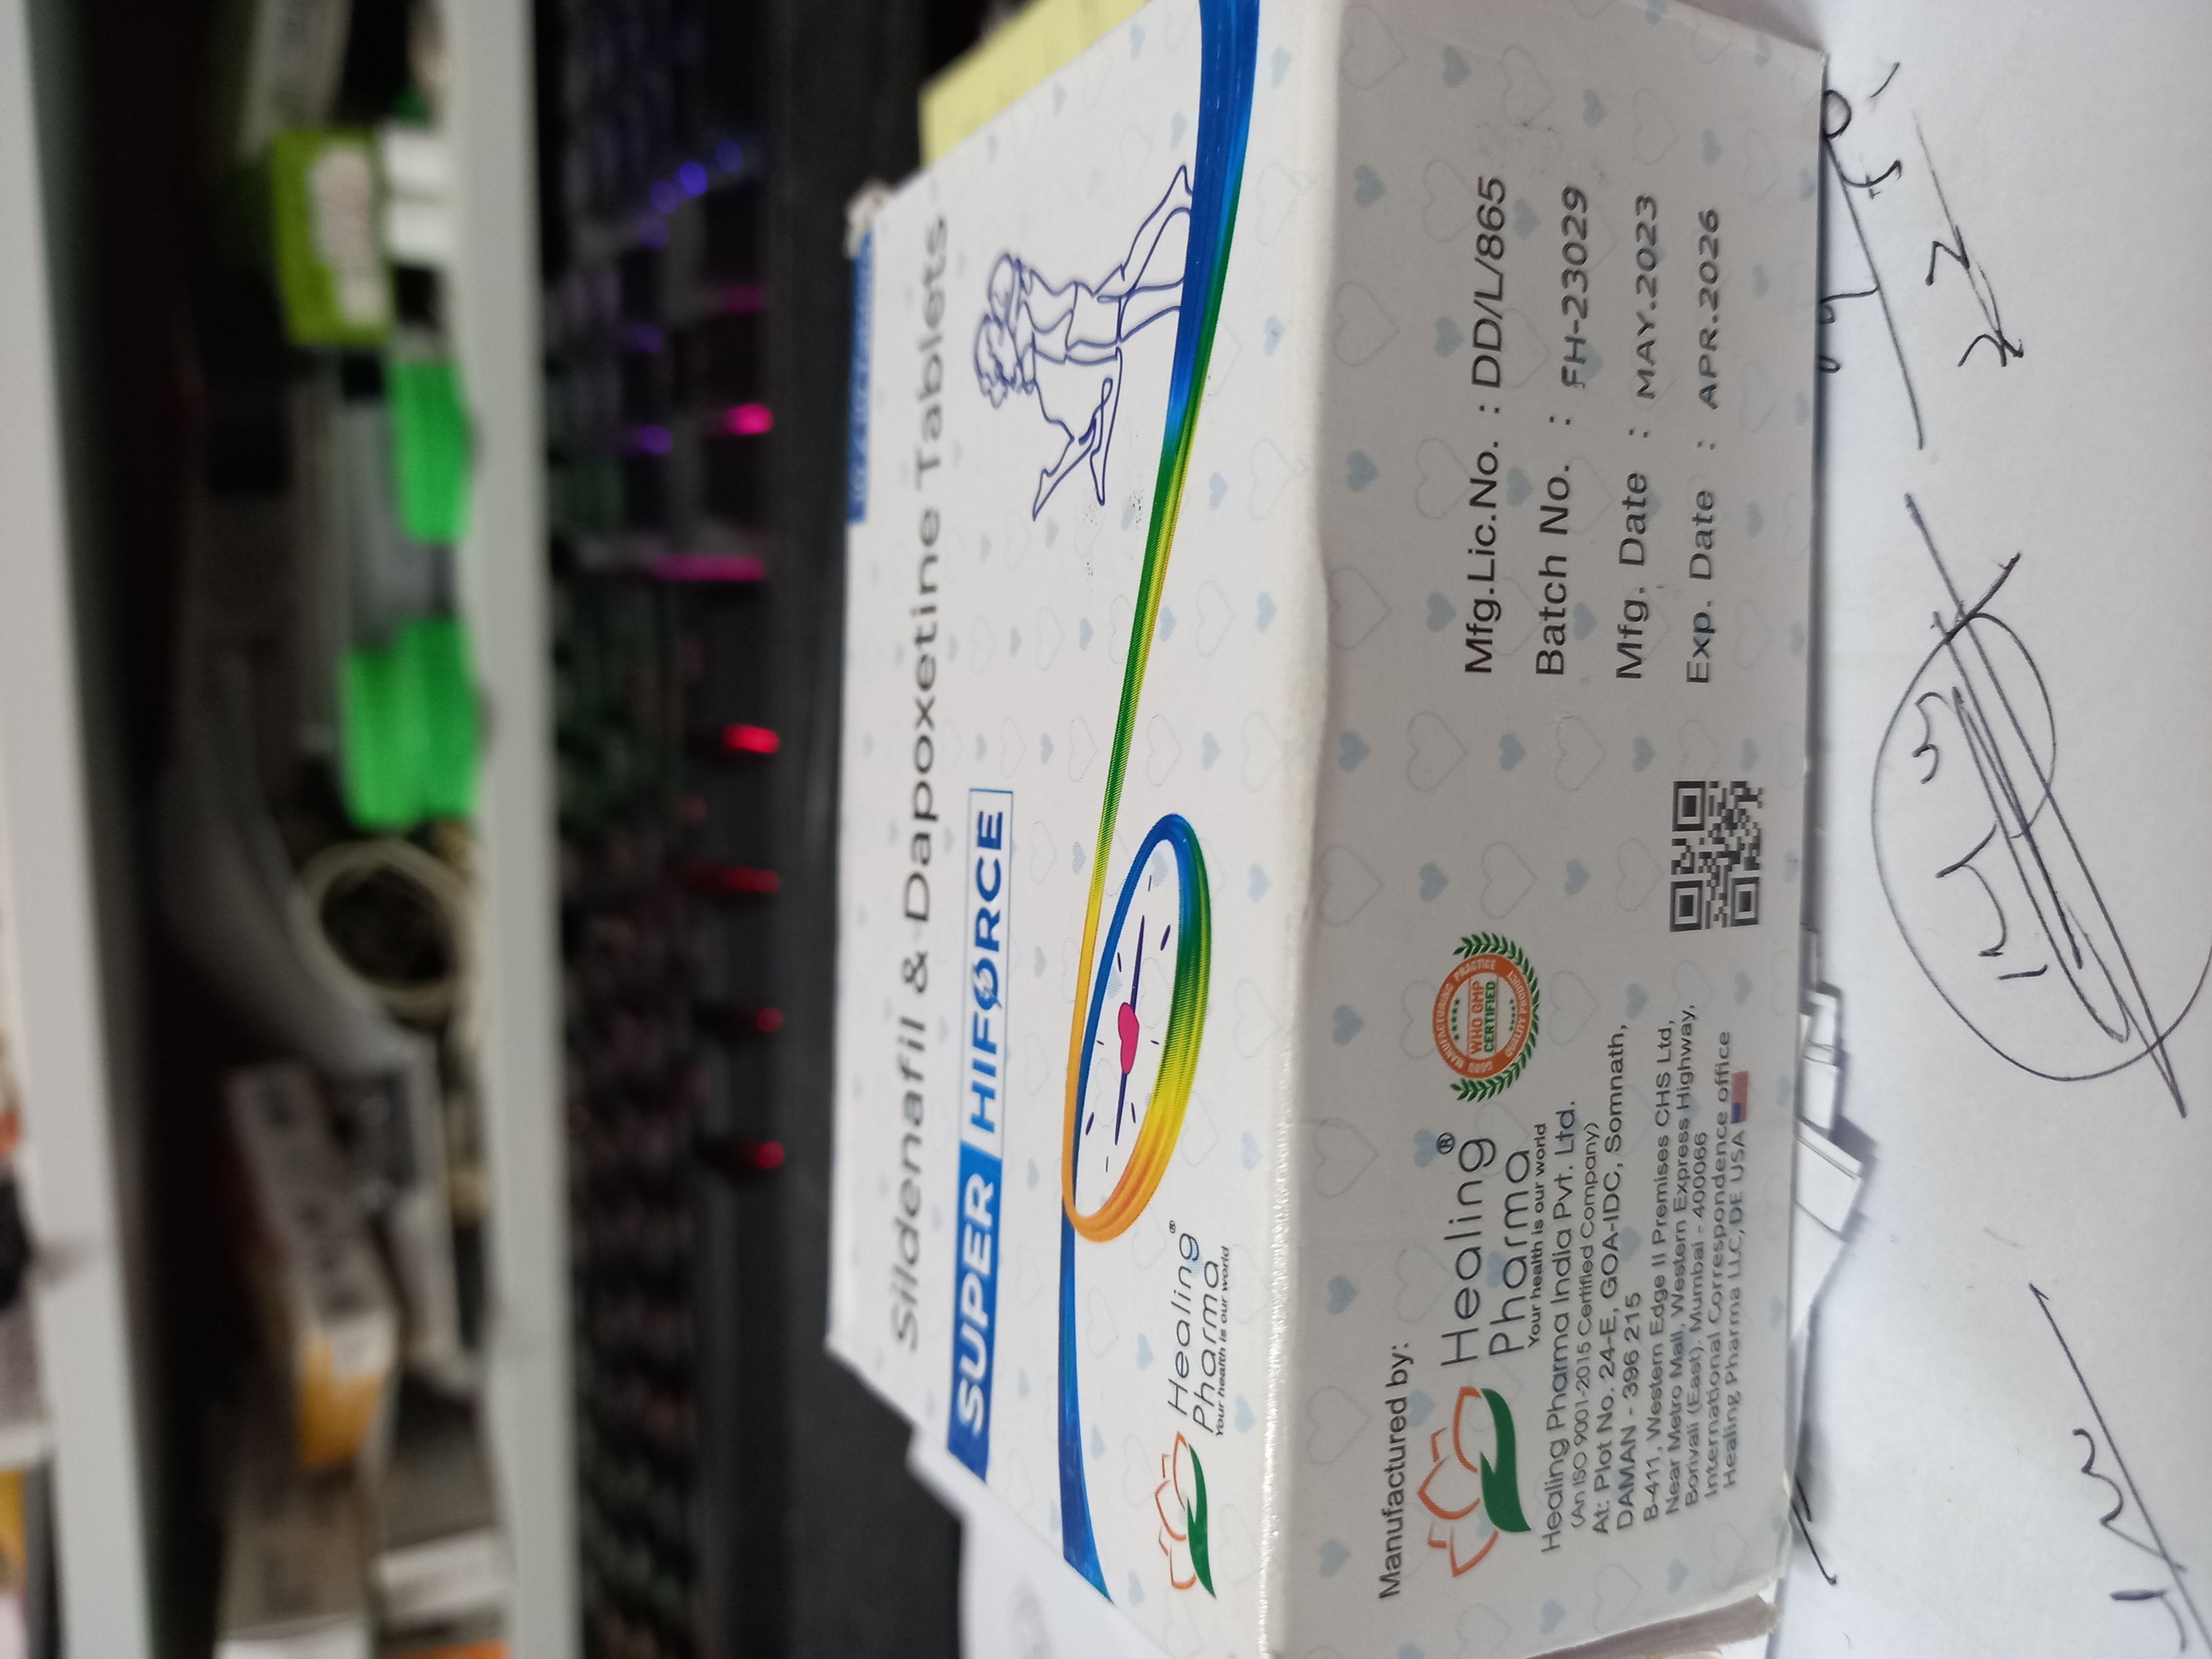 Sildenafil & Dapoxetine Tablets
SUPER HIFORCE
Healing®
Pharma
Your health is our world
Manufactured by:
Healing®
Pharma
Your health is our world
GOOD MANUFACTURING PRACTICE
WHO GMP
CERTIFIED
Healing Pharma India Pvt. Ltd.
(An ISO 9001-2015 Certified Company)
At: Plot No. 24-E, GOA-IDC, Somnath,
DAMAN - 396 215
B-411, Western Edge II Premises CHS Ltd,
Near Metro Mall, Western Express Highway,
Borivali (East), Mumbai - 400066
International Correspondence office
Healing Pharma LLC, DE USA
Mfg.Lic.No. : DD/L/865
Batch No. : FH-23029
Mfg. Date : MAY.2023
Exp. Date : APR.2026